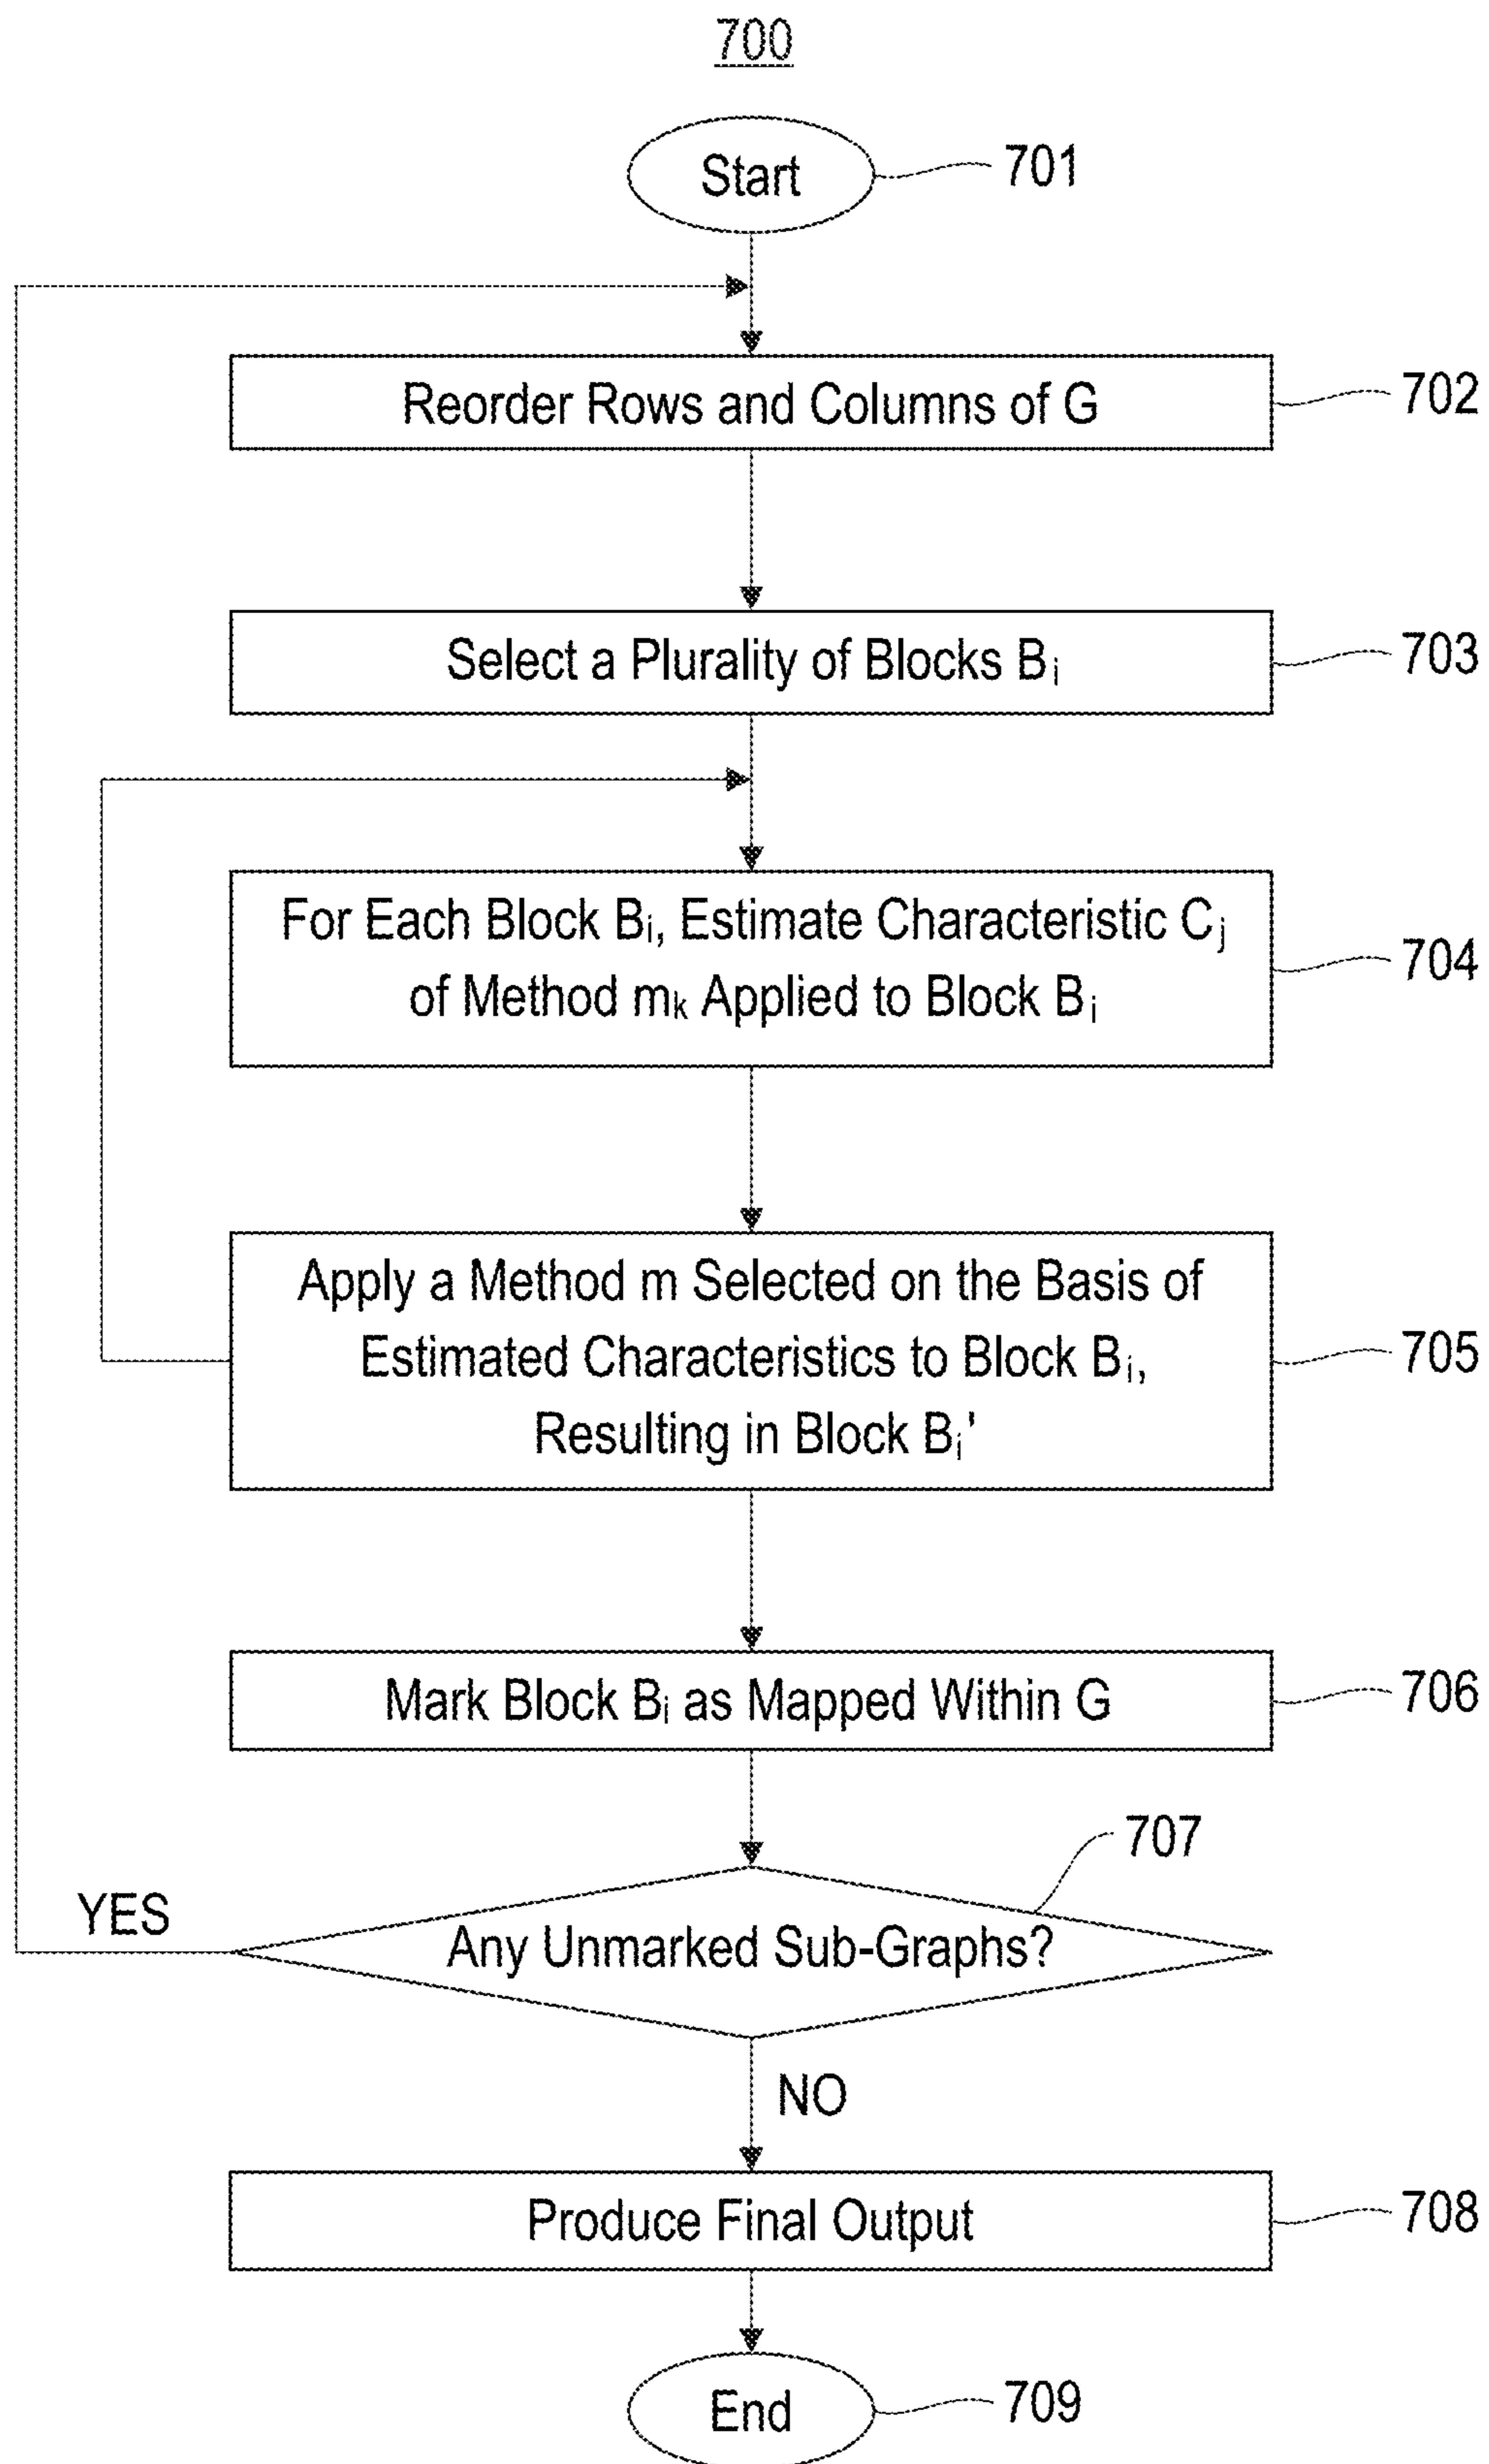 700
Start
701
Reorder Rows and Columns of G
702
Select a Plurality of Blocks Bi
703
For Each Block Bi, Estimate Characteristic Cj
of Method mk Applied to Block Bi
704
Apply a Method m Selected on the Basis of
Estimated Characteristics to Block Bi,
Resulting in Block Bi'
705
Mark Block Bi as Mapped Within G
706
707
YES
Any Unmarked Sub-Graphs?
NO
Produce Final Output
708
End
709